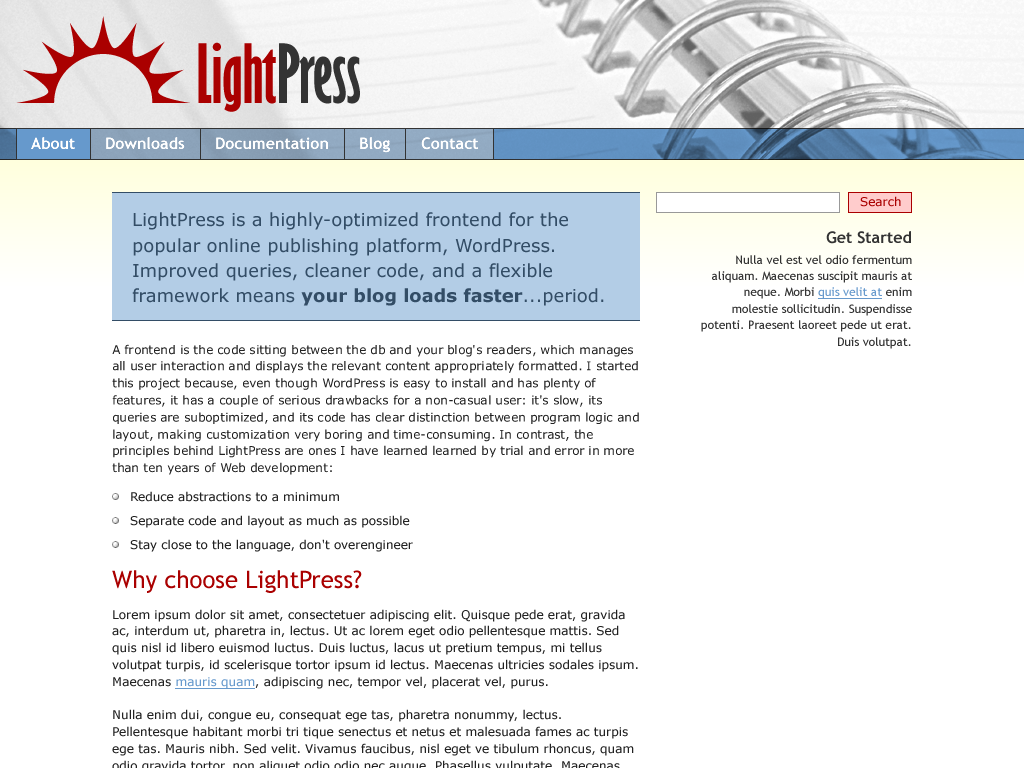 LightPress
About
Downloads
Documentation
Blog
Contact
LightPress is a highly-optimized frontend for the
popular online publishing platform, WordPress.
Improved queries, cleaner code, and a flexible
framework means your blog loads faster...period.
Search
Get Started
Nulla vel est vel odio fermentum
aliquam. Maecenas suscipit mauris at
neque. Morbi quis velit at enim
molestie sollicitudin. Suspendisse
potenti. Praesent laoreet pede ut erat.
Duis volutpat.
A frontend is the code sitting between the db and your blog's readers, which manages
all user interaction and displays the relevant content appropriately formatted. I started
this project because, even though WordPress is easy to install and has plenty of
features, it has a couple of serious drawbacks for a non-casual user: it's slow, its
queries are suboptimized, and its code has clear distinction between program logic and
layout, making customization very boring and time-consuming. In contrast, the
principles behind LightPress are ones I have learned learned by trial and error in more
than ten years of Web development:
Reduce abstractions to a minimum
Separate code and layout as much as possible
Stay close to the language, don't overengineer
Why choose LightPress?
Lorem ipsum dolor sit amet, consectetuer adipiscing elit. Quisque pede erat, gravida
ac, interdum ut, pharetra in, lectus. Ut ac lorem eget odio pellentesque mattis. Sed
quis nisl id libero euismod luctus. Duis luctus, lacus ut pretium tempus, mi tellus
volutpat turpis, id scelerisque tortor ipsum id lectus. Maecenas ultricies sodales ipsum.
Maecenas mauris quam, adipiscing nec, tempor vel, placerat vel, purus.
Nulla enim dui, congue eu, consequat ege tas, pharetra nonummy, lectus.
Pellentesque habitant morbi tri tique senectus et netus et malesuada fames ac turpis
ege tas. Mauris nibh. Sed velit. Vivamus faucibus, nisl eget ve tibulum rhoncus, quam
odio gravida tortor, non aliquet odio odio nec augue. Phasellus vulputate. Maecenas